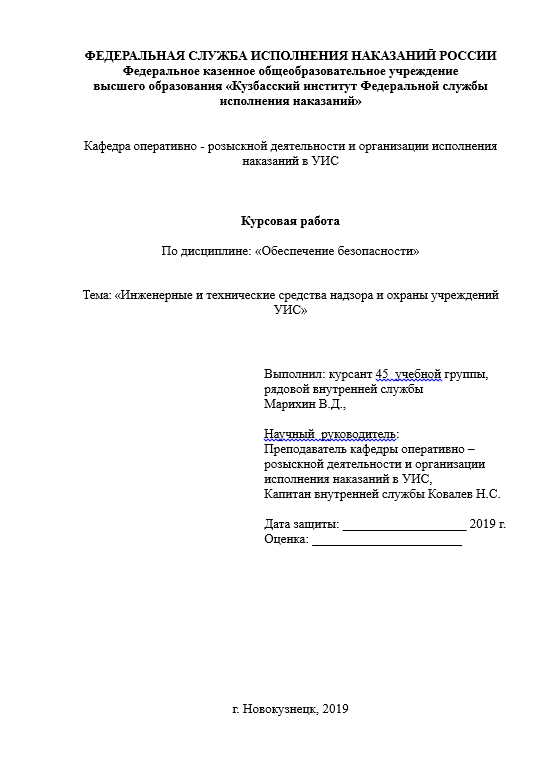 ФЕДЕРАЛЬНАЯ СЛУЖБА ИСПОЛНЕНИЯ НАКАЗАНИЙ РОССИИ
Федеральное казенное общеобразовательное учреждение
высшего образования «Кузбасский институт Федеральной службы
исполнения наказаний»
Кафедра оперативно - розыскной деятельности и организации исполнения
наказаний в УИС
Курсовая работа
По дисциплине: «Обеспечение безопасности»
Тема: «Инженерные и технические средства надзора и охраны учреждений
УИС»
Выполнил: курсант 45 учебной группы,
рядовой внутренней службы
Марихин В.Д.,
Научный руководитель:
Преподаватель кафедры оперативно –
розыскной деятельности и организации
исполнения наказаний в УИС,
Капитан внутренней службы Ковалев Н.С.
Дата защиты: ____________________ 2019 г.
Оценка: ________________________
г. Новокузнецк, 2019